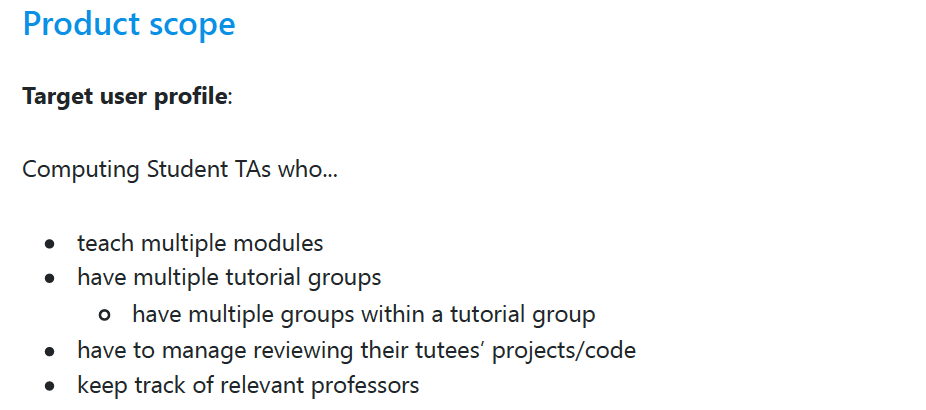 Product scope
Target user profile:
Computing Student TAs who...
teach multiple modules
have multiple tutorial groups
have multiple groups within a tutorial group
have to manage reviewing their tutees’ projects/code
keep track of relevant professors